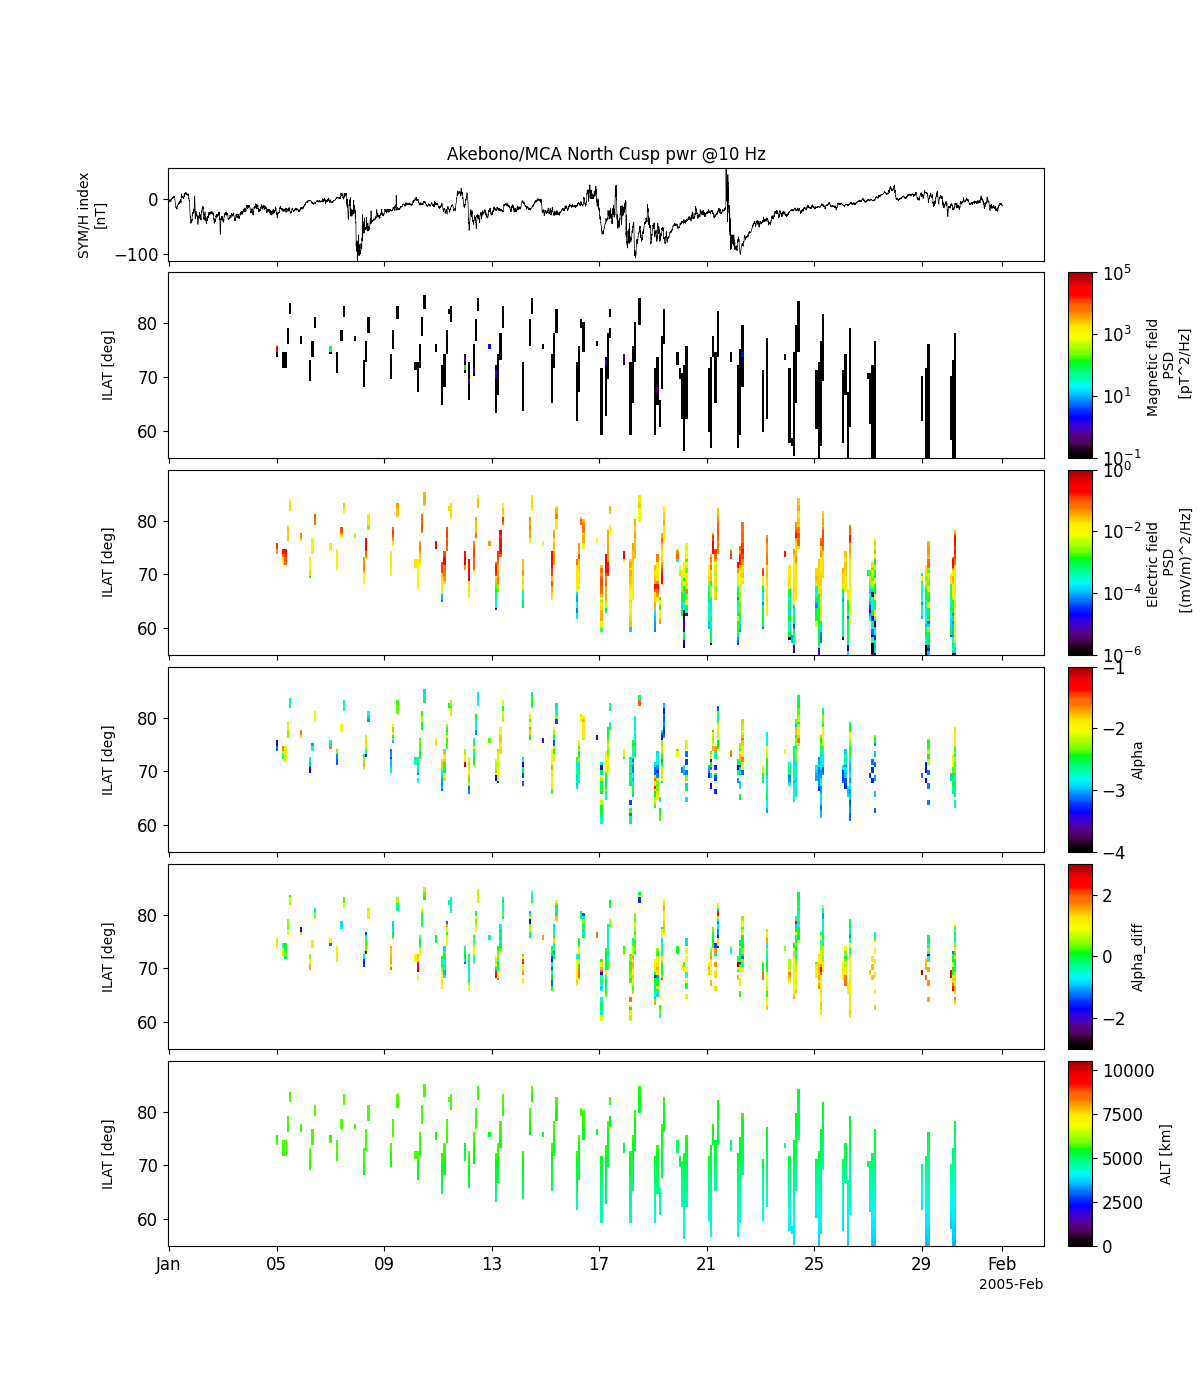 Akebono/MCA North Cusp pwr @10 Hz
SYM/H index
[nT]
0
−100
ILAT [deg]
80
70
60
10^5
10^3
10^1
10^−1
Magnetic field
PSD
[pT^2/Hz]
ILAT [deg]
80
70
60
10^0
10^−2
10^−4
10^−6
Electric field
PSD
[(mV/m)^2/Hz]
ILAT [deg]
80
70
60
−1
−2
−3
−4
Alpha
ILAT [deg]
80
70
60
2
0
−2
Alpha_diff
ILAT [deg]
80
70
60
10000
7500
5000
2500
0
ALT [km]
Jan 05 09 13 17 21 25 29 Feb
2005-Feb